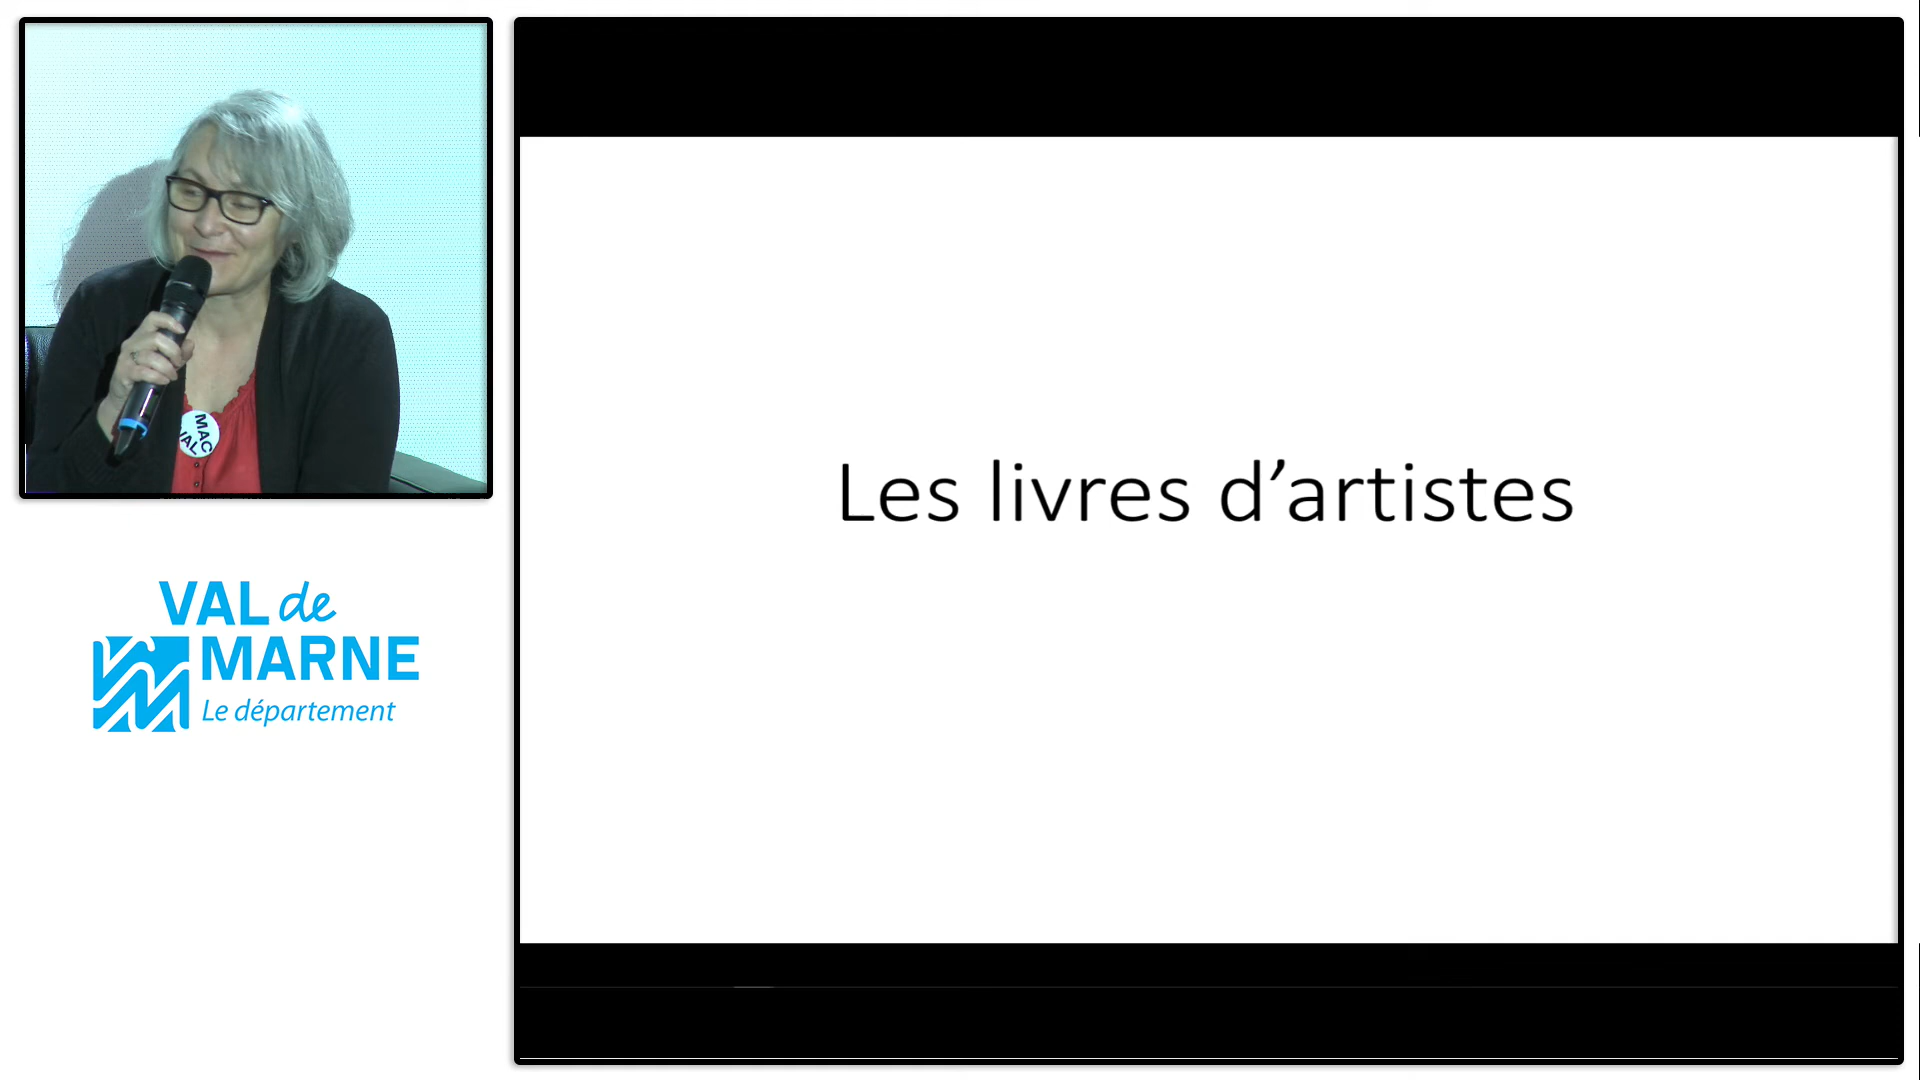 MAC
VAL
VAL de
MARNE
Le département
Les livres d’artistes